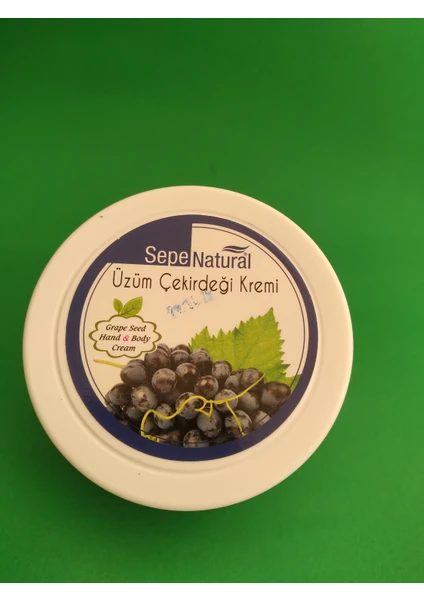 Sepe Natural
Üzüm Çekirdeği Kremi
Grape Seed
Hand & Body
Cream